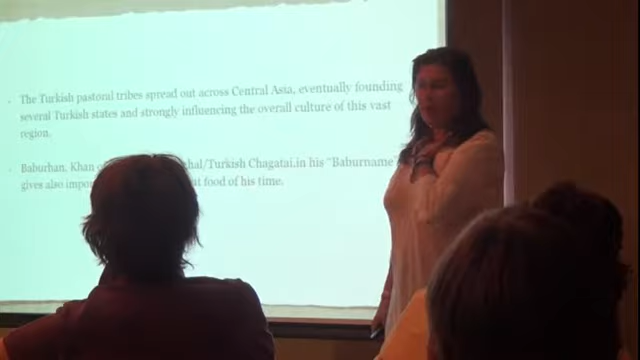 The Turkish pastoral tribes spread out across Central Asia, eventually founding
several Turkish states and strongly influencing the overall culture of this vast
region.
Baburhan, Khan hal/Turkish Chagatai.in his "Baburname"
gives also impor t food of his time.